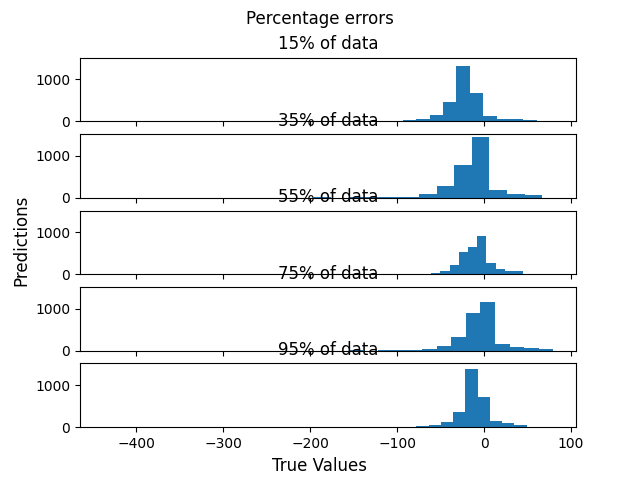 Percentage errors
15% of data
1000
0
35% of data
1000
0
55% of data
1000
0
75% of data
1000
0
95% of data
1000
0
−400 −300 −200 −100 0 100
True Values
Predictions